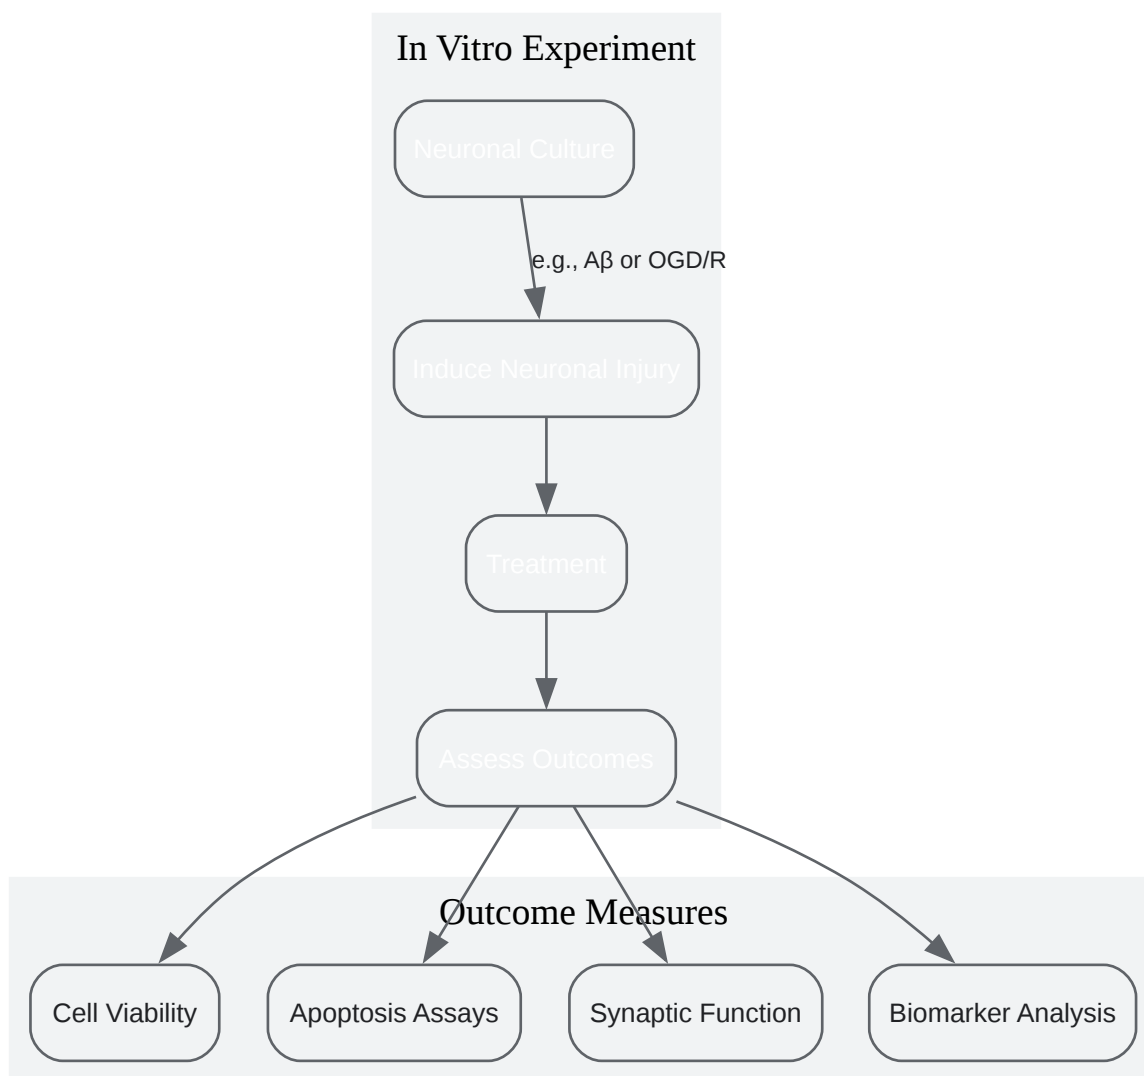 In Vitro Experiment
Neuronal Culture
e.g., Aβ or OGD/R
Induce Neuronal Injury
Treatment
Assess Outcomes
Outcome Measures
Cell Viability
Apoptosis Assays
Synaptic Function
Biomarker Analysis